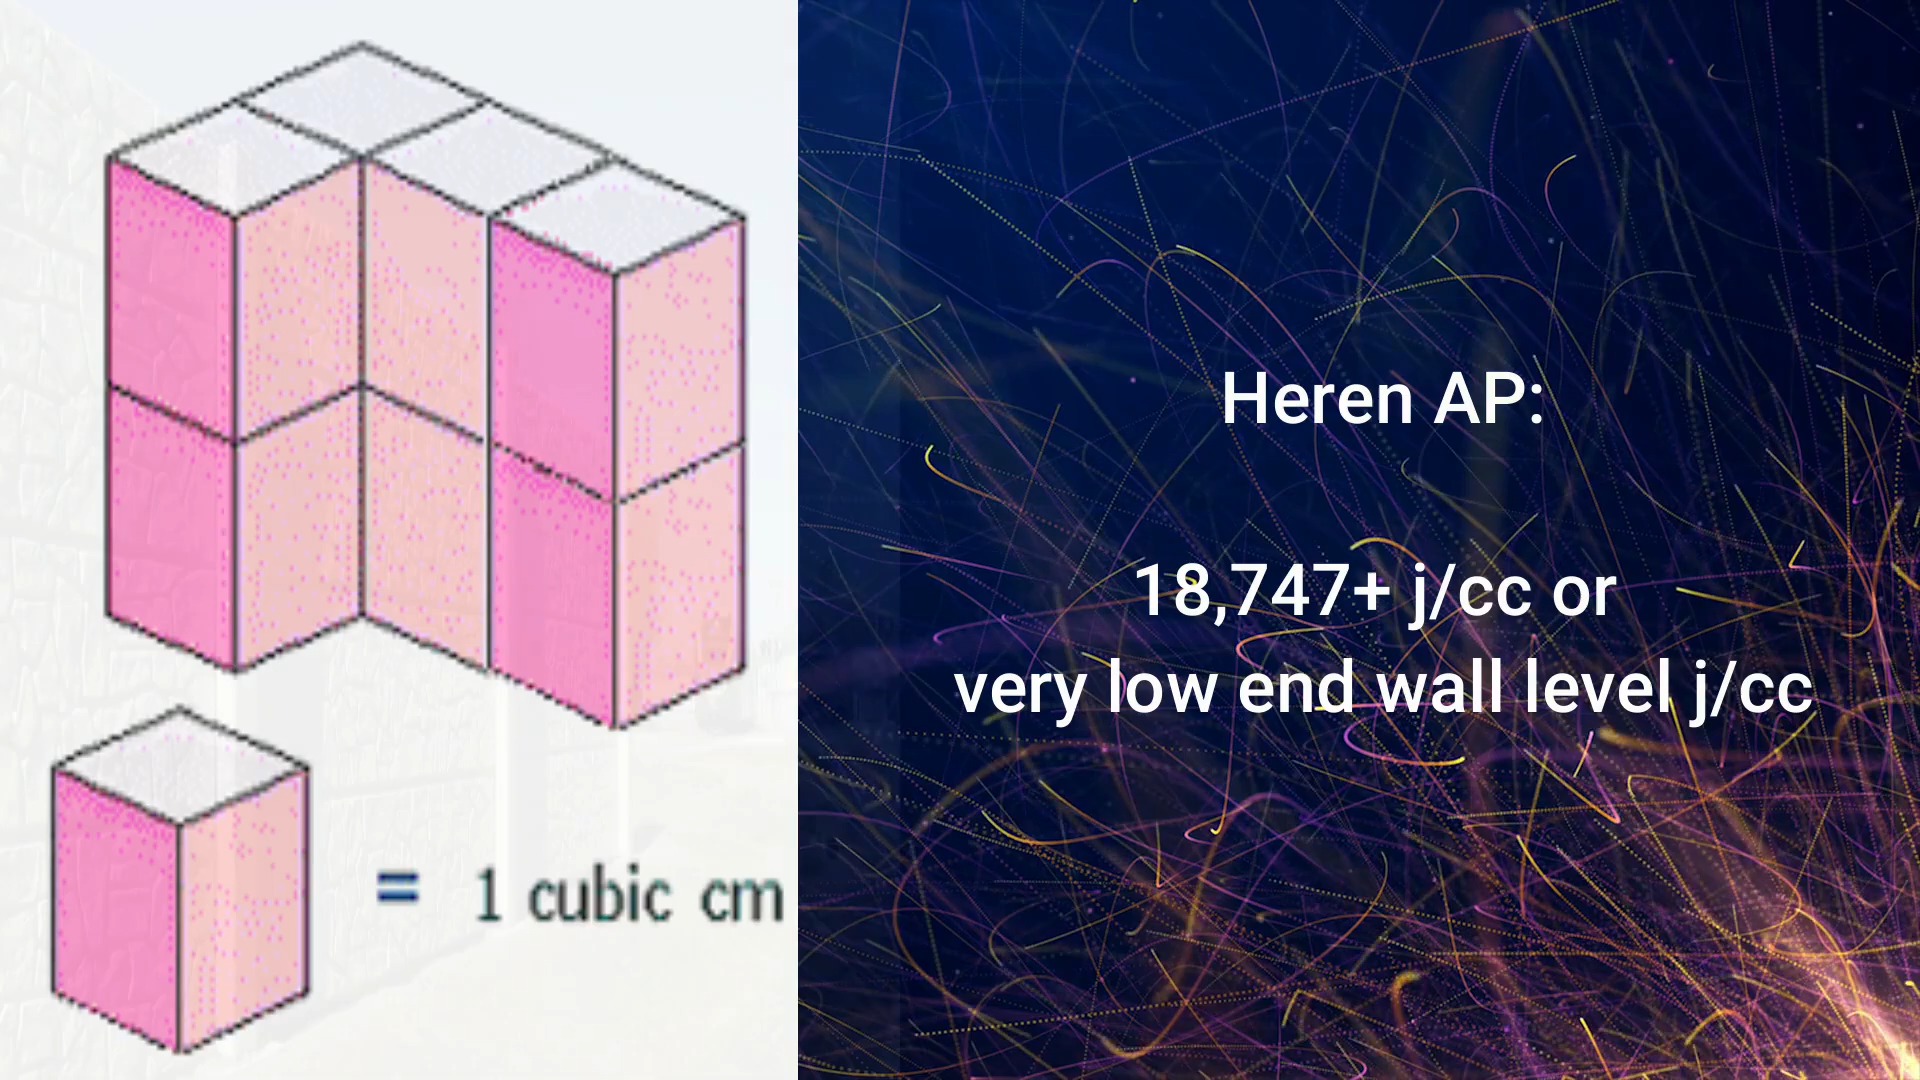 = 1 cubic cm
Heren AP:
18,747+ j/cc or
very low end wall level j/cc